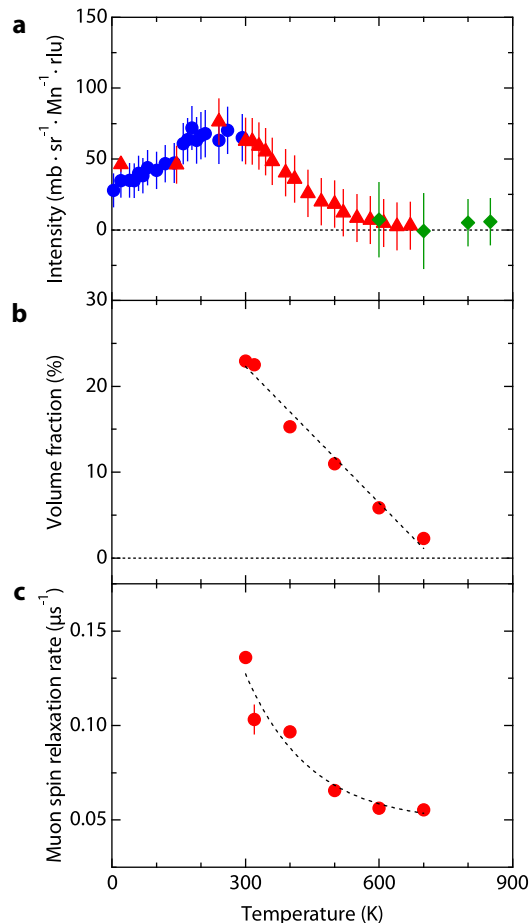 a
150
100
50
0
Intensity (mb · sr⁻¹ · Mn⁻¹ · rlu)
b
30
20
10
0
Volume fraction (%)
c
0.15
0.10
0.05
Muon spin relaxation rate (μs⁻¹)
0 300 600 900
Temperature (K)